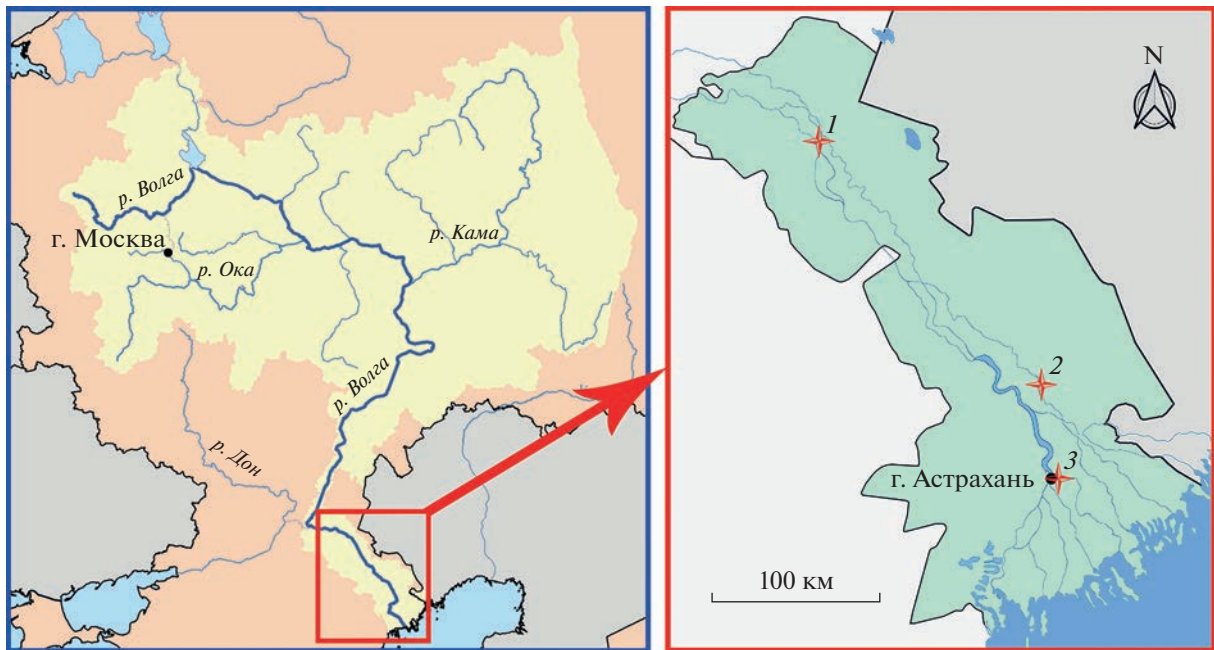 р. Волга
г. Москва
р. Кама
р. Ока
р. Волга
р. Дон
N
1
2
3
г. Астрахань
100 км